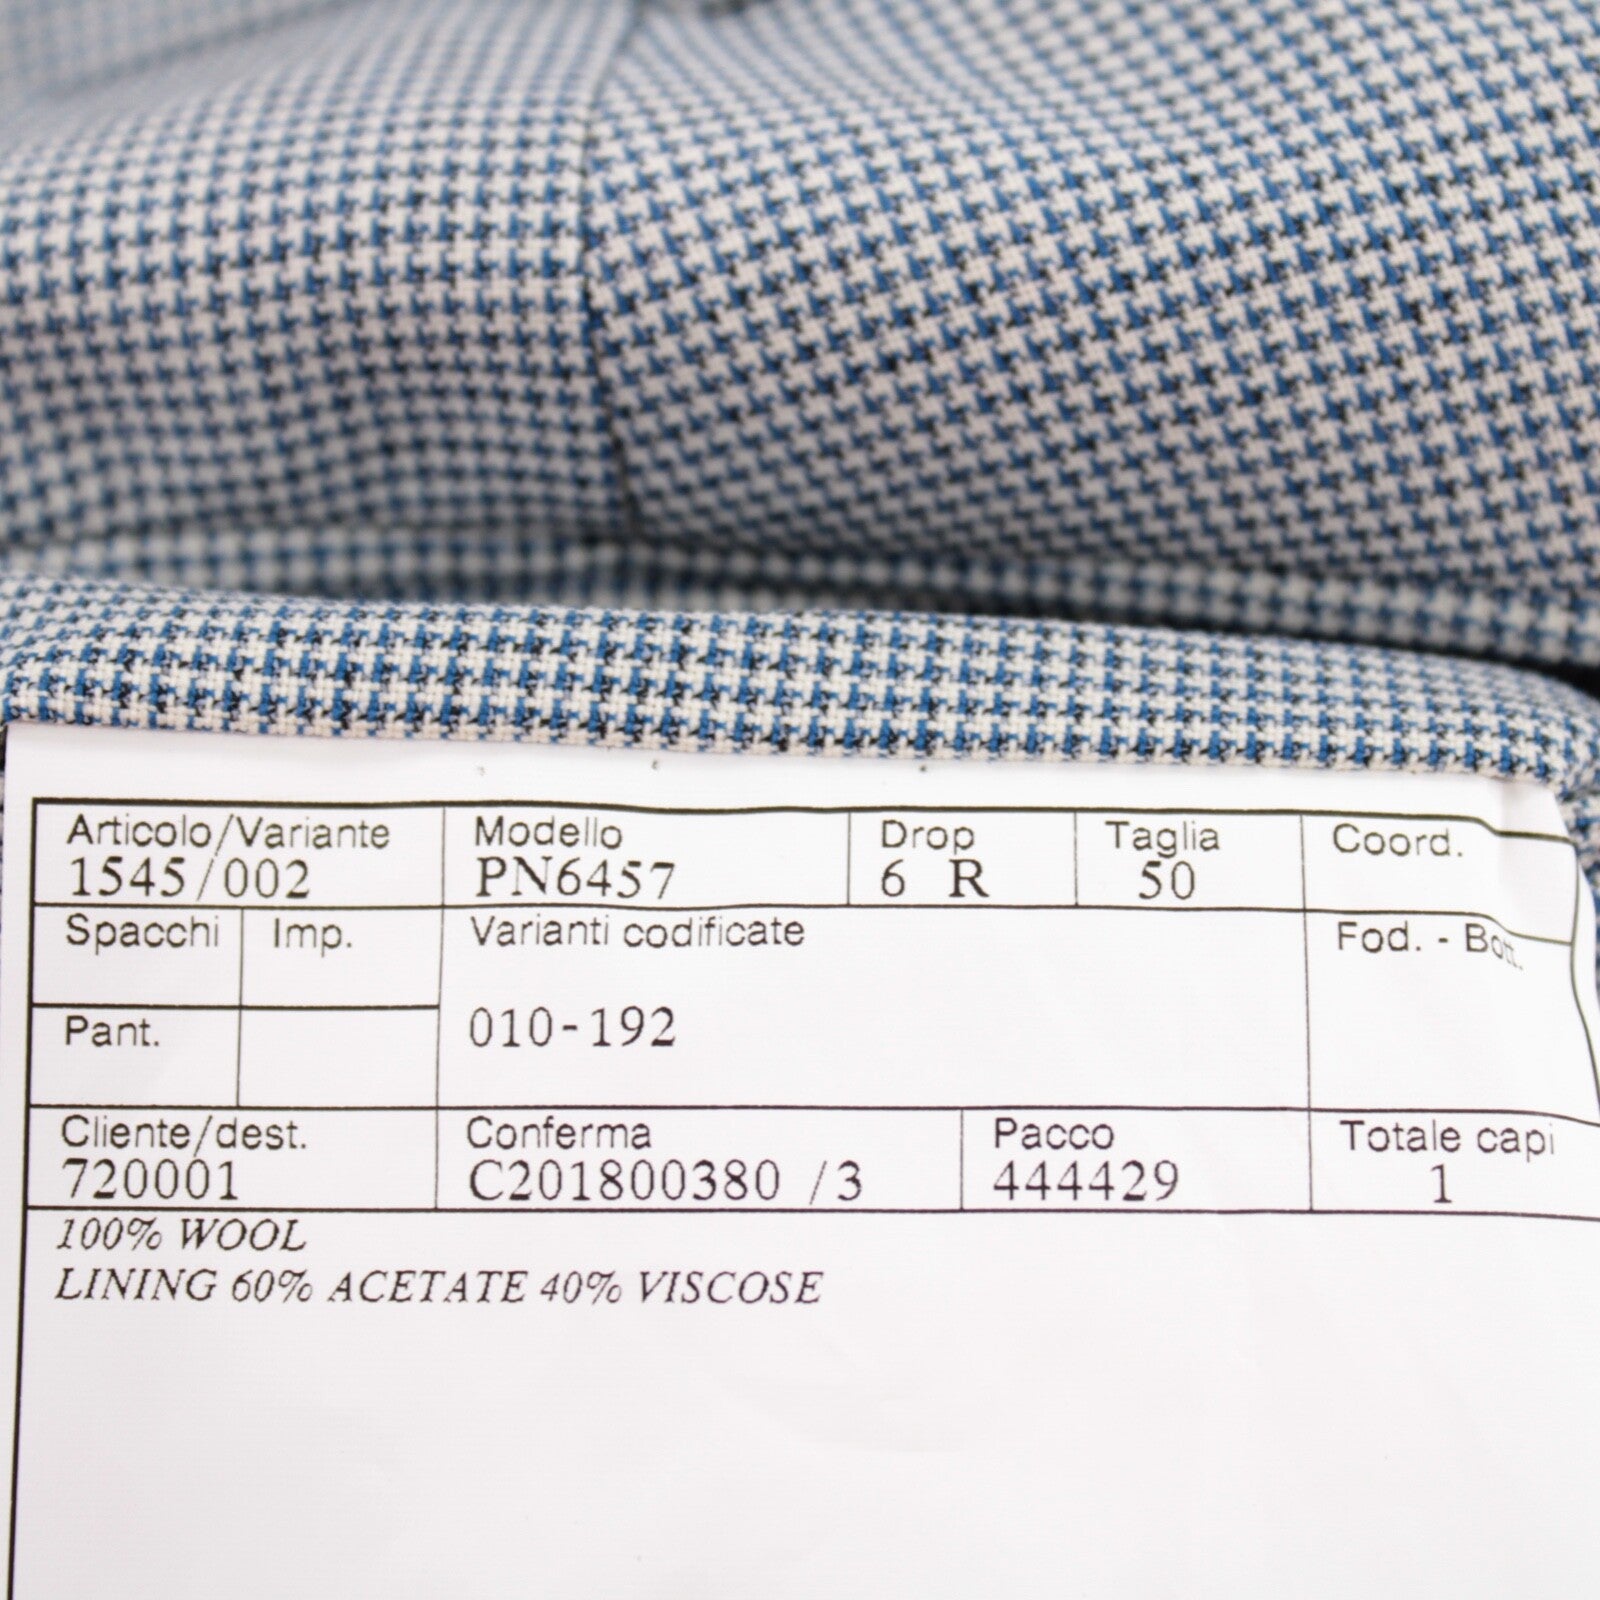 Articolo/Variante Modello Drop Taglia Coord.
1545/002 PN6457 6 R 50
Spacchi Imp. Varianti codificate Fod. - Bott.
010-192
Pant.
Cliente/dest. Conferma Pacco Totale capi
720001 C201800380 /3 444429 1
100% WOOL
LINING 60% ACETATE 40% VISCOSE